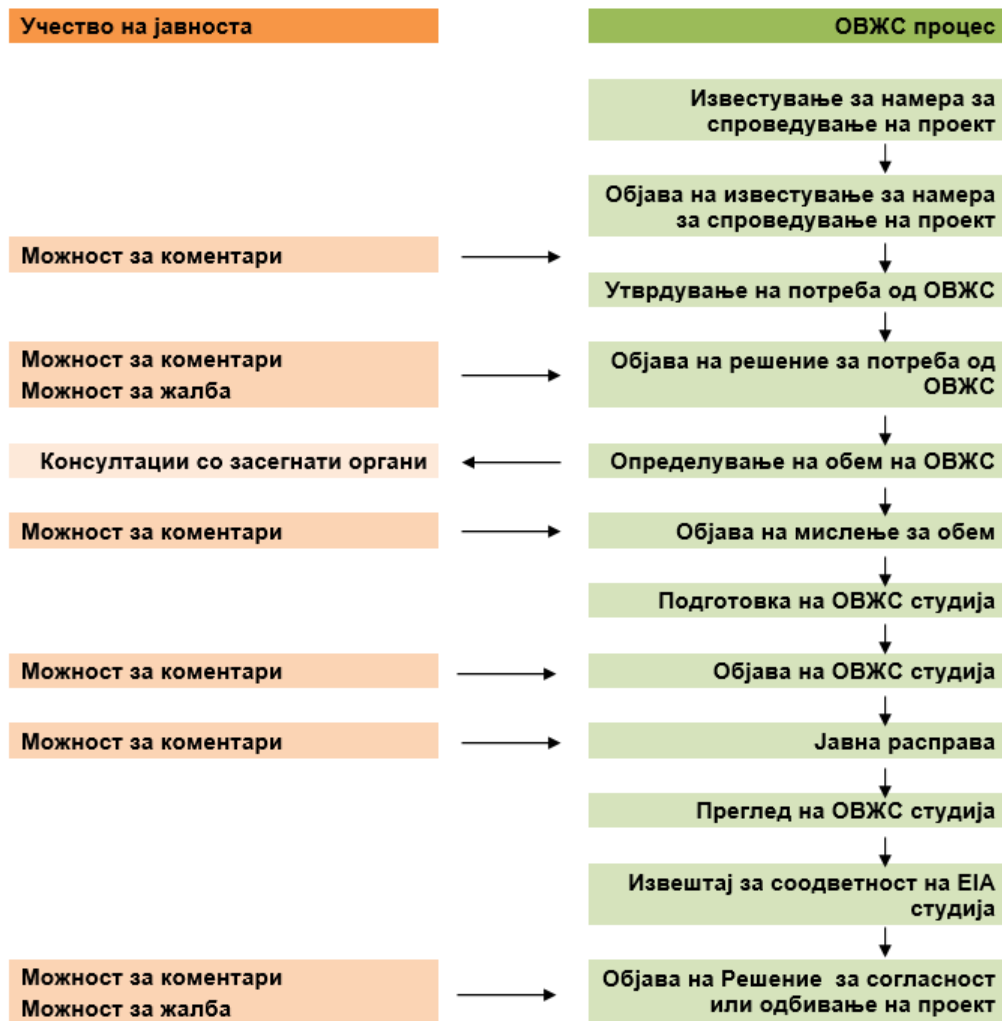 Учество на јавноста
ОВЖС процес
Известување за намера за
спроведување на проект
Објава на известување за намера
за спроведување на проект
Можност за коментари
Утврдување на потреба од ОВЖС
Можност за коментари
Можност за жалба
Објава на решение за потреба од
ОВЖС
Консултации со засегнати органи
Определување на обем на ОВЖС
Можност за коментари
Објава на мислење за обем
Подготовка на ОВЖС студија
Можност за коментари
Објава на ОВЖС студија
Можност за коментари
Јавна расправа
Преглед на ОВЖС студија
Извештај за соодветност на EIA
студија
Можност за коментари
Можност за жалба
Објава на Решение за согласност
или одбивање на проект